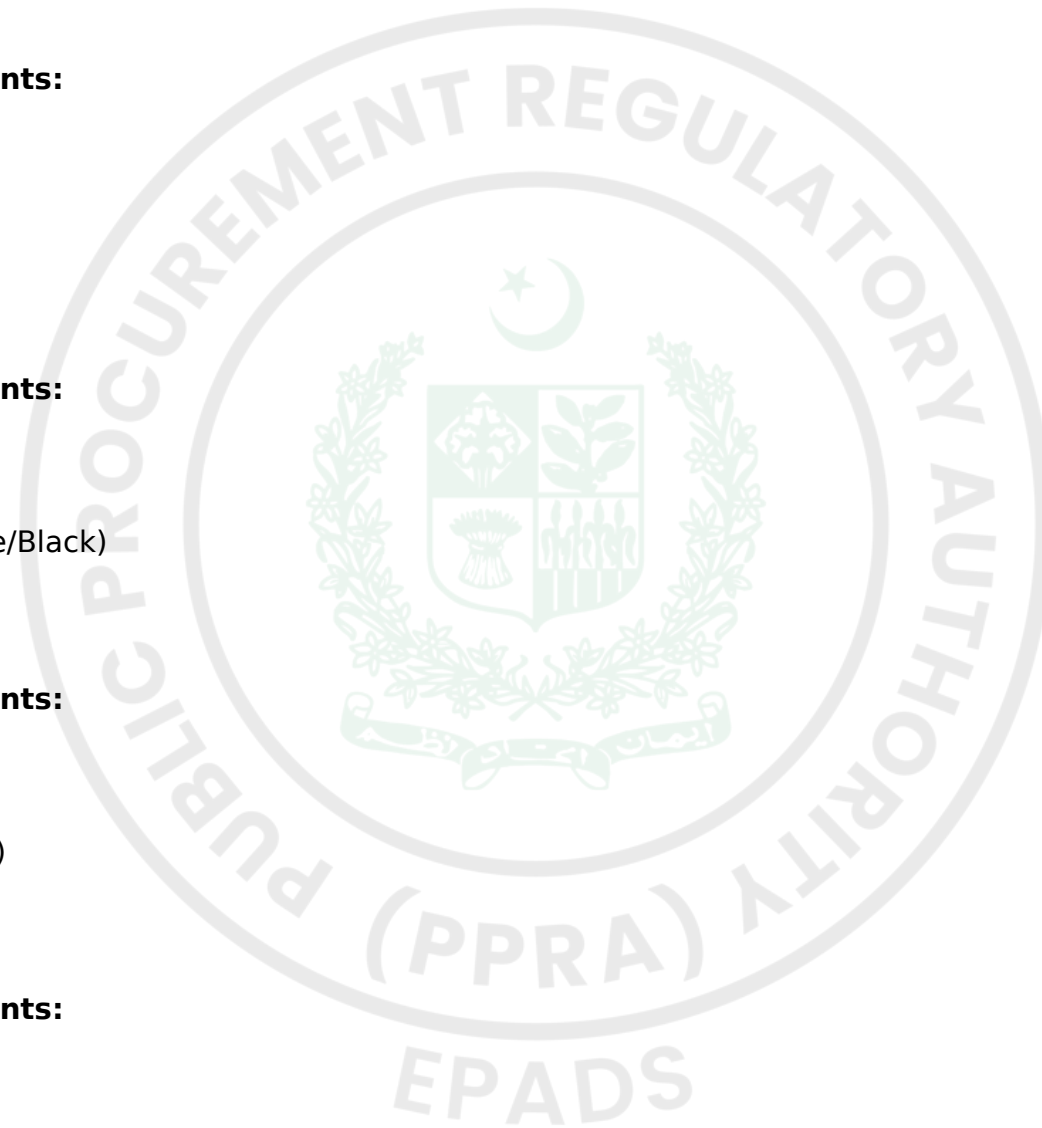 nts:
nts:
e/Black)
nts:
)
nts:
PUBLIC PROCUREMENT REGULATORY AUTHORITY
(PPRA)
EPADS